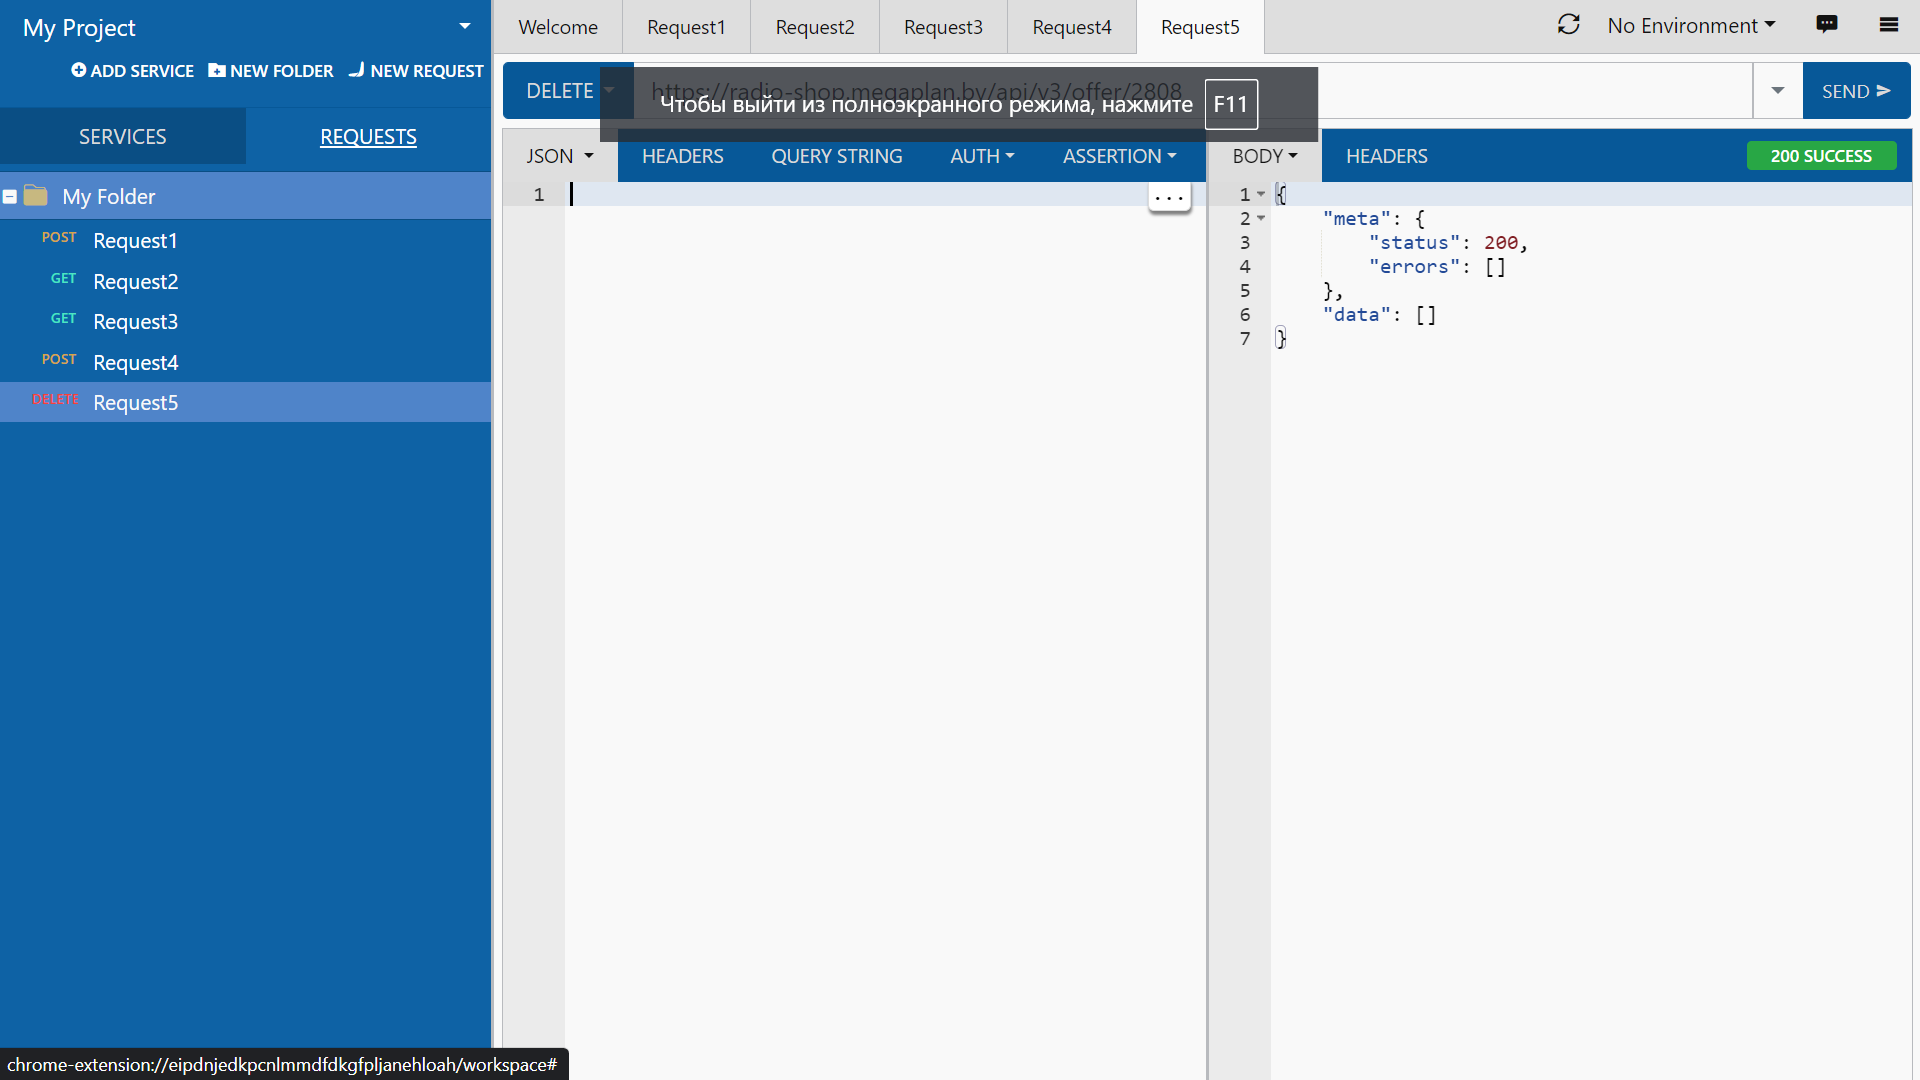 My Project
ADD SERVICE NEW FOLDER NEW REQUEST
SERVICES REQUESTS
My Folder
POST Request1
GET Request2
GET Request3
POST Request4
DELETE Request5
Welcome Request1 Request2 Request3 Request4 Request5
No Environment
DELETE https://radio-shop.megaplan.by/api/v3/offer/2808 SEND
Чтобы выйти из полноэкранного режима, нажмите F11
JSON HEADERS QUERY STRING AUTH ASSERTION
1
...
BODY HEADERS 200 SUCCESS
1 {
2 "meta": {
3 "status": 200,
4 "errors": []
5 },
6 "data": []
7 }
chrome-extension://eipdnjedkpcnlmmdfdkgfpljanehloah/workspace#